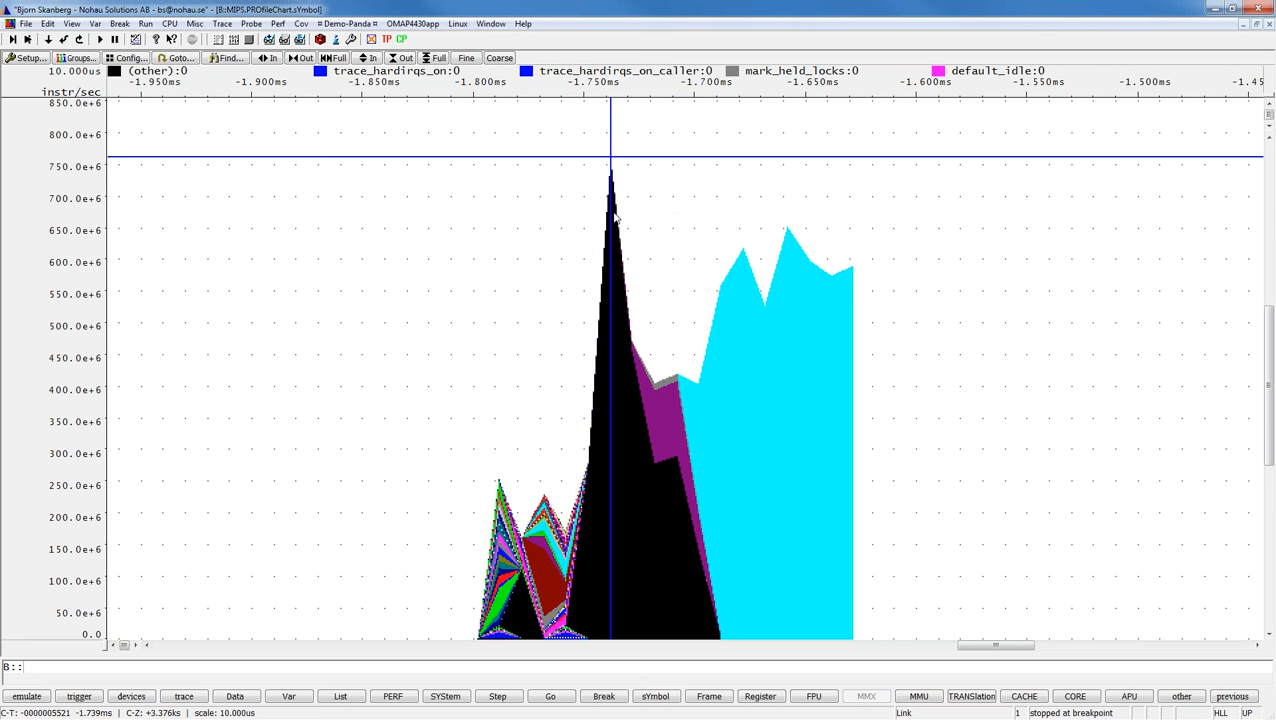 "Bjorn Skanberg - Nohau Solutions AB - bs@nohau.se" - [B::MIPS.PROfileChart.sYmbol]
File Edit View Var Break Run CPU Misc Trace Probe Perf Cov ¤ Demo-Panda ¤ OMAP4430app Linux Window Help
TP CP
Setup... Groups... Config... Goto... Find... In Out Full In Out Full Fine Coarse
10.000us (other):0 trace_hardirqs_on:0 trace_hardirqs_on_caller:0 mark_held_locks:0 default_idle:0
-1.950ms -1.900ms -1.850ms -1.800ms -1.750ms -1.700ms -1.650ms -1.600ms -1.550ms -1.500ms -1.45
instr/sec
850.0e+6
800.0e+6
750.0e+6
700.0e+6
650.0e+6
600.0e+6
550.0e+6
500.0e+6
450.0e+6
400.0e+6
350.0e+6
300.0e+6
250.0e+6
200.0e+6
150.0e+6
100.0e+6
50.0e+6
0.0
B::
emulate trigger devices trace Data Var List PERF SYStem Step Go Break sYmbol Frame Register FPU MMX MMU TRANSlation CACHE CORE APU other previous
C-T: -0000005521 -1.739ms | C-Z: +3.376ks | scale: 10.000us Link 1 stopped at breakpoint HLL UP